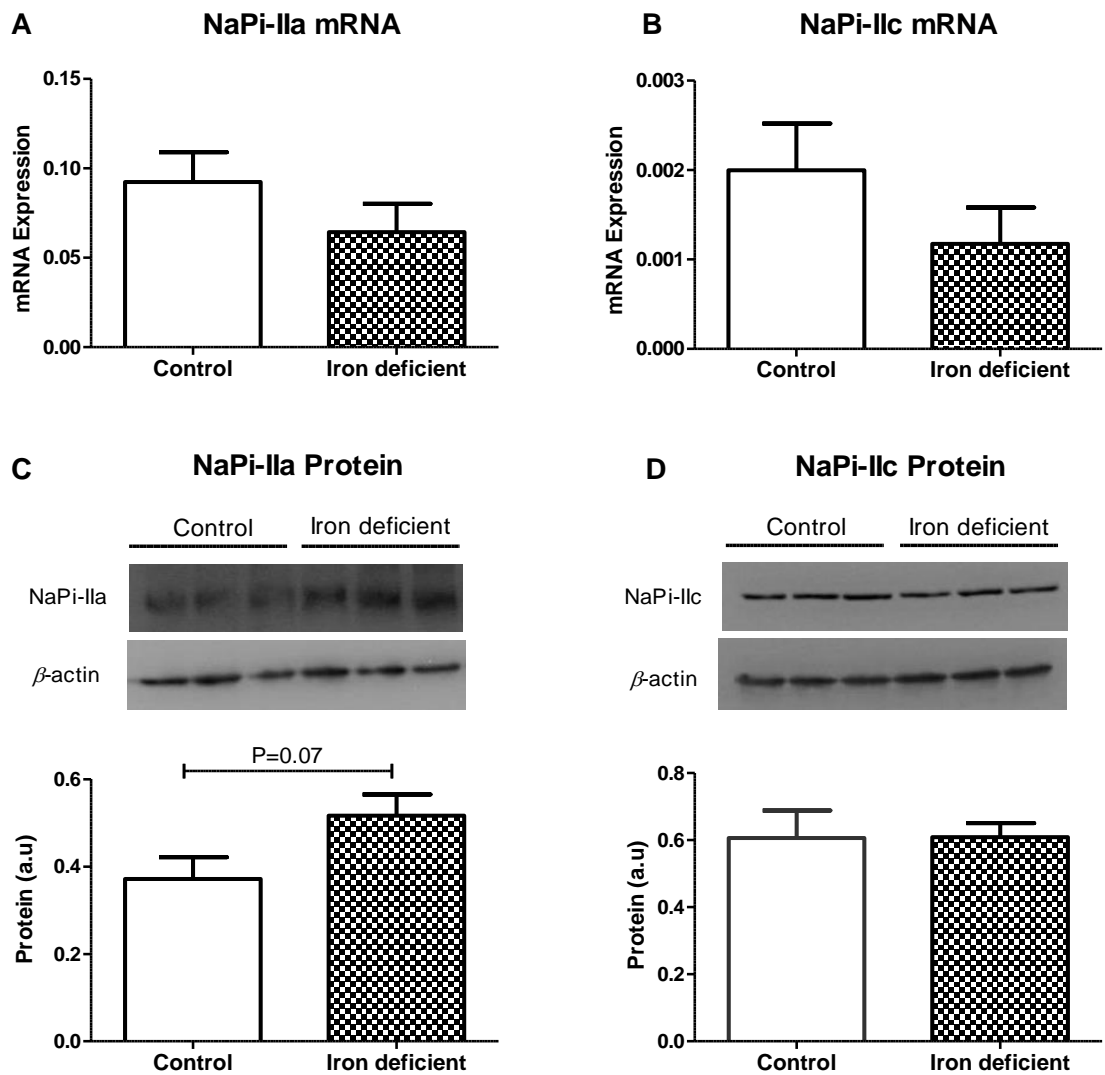 A
NaPi-IIa mRNA
mRNA Expression
0.15
0.10
0.05
0.00
Control
Iron deficient
B
NaPi-IIc mRNA
mRNA Expression
0.003
0.002
0.001
0.000
Control
Iron deficient
C
NaPi-IIa Protein
Control
Iron deficient
NaPi-IIa
β-actin
P=0.07
Protein (a.u)
0.6
0.4
0.2
0.0
Control
Iron deficient
D
NaPi-IIc Protein
Control
Iron deficient
NaPi-IIc
β-actin
Protein (a.u)
0.8
0.6
0.4
0.2
0.0
Control
Iron deficient